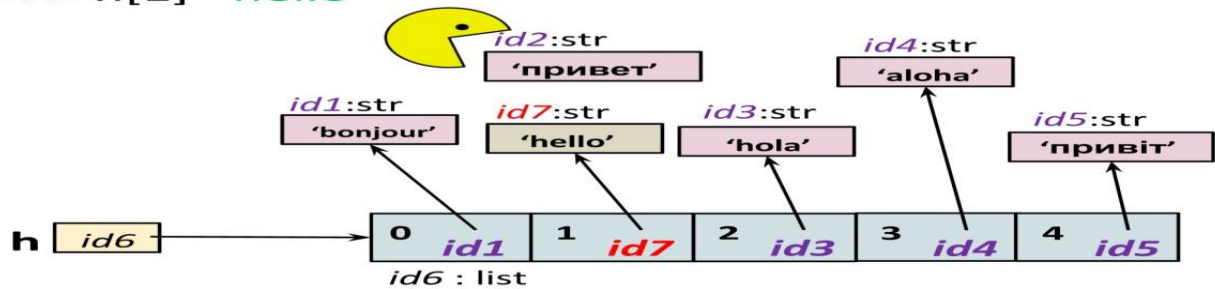 id2:str
id4:str
‘привет’
‘aloha’
id1:str
id7:str
id3:str
id5:str
‘bonjour’
‘hello’
‘hola’
‘привіт’
h id6
0 id1 1 id7 2 id3 3 id4 4 id5
id6 : list